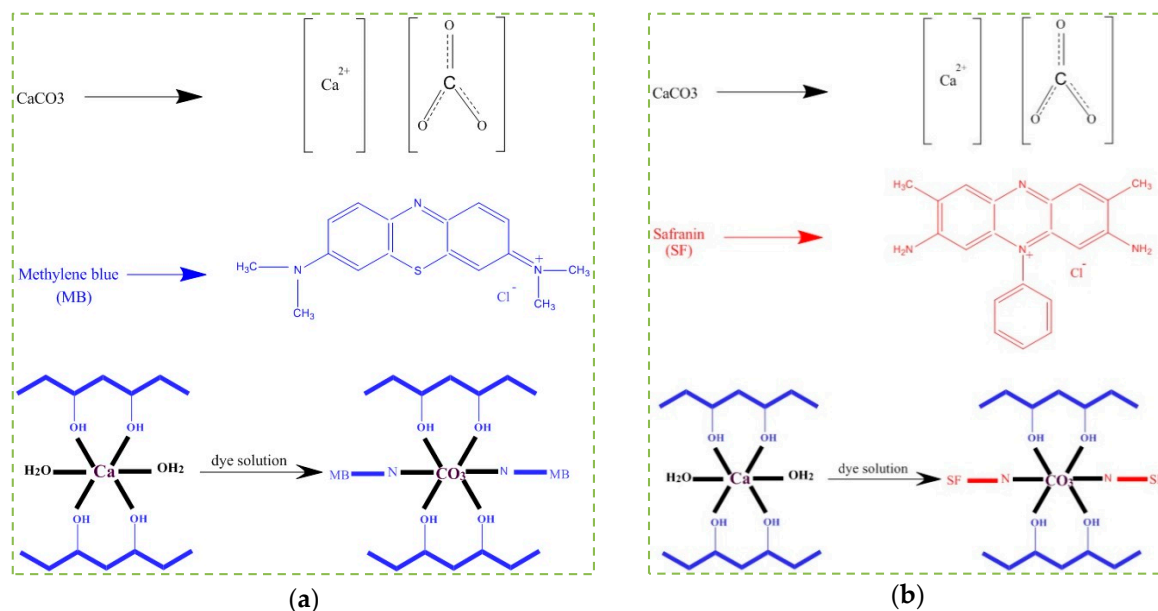 CaCO3
Ca2+
O
C
O
O
Methylene blue
(MB)
N
H3C
N
S
N+
CH3
CH3
CH3
Cl-
OH
OH
H2O
Ca
OH2
OH
OH
dye solution
OH
OH
MB
N
CO3
N
MB
OH
OH
(a)
CaCO3
Ca2+
O
C
O
O
Safranin
(SF)
H3C
N
CH3
H2N
N+
NH2
Cl-
OH
OH
H2O
Ca
OH2
OH
OH
dye solution
OH
OH
SF
N
CO3
N
S
OH
OH
(b)